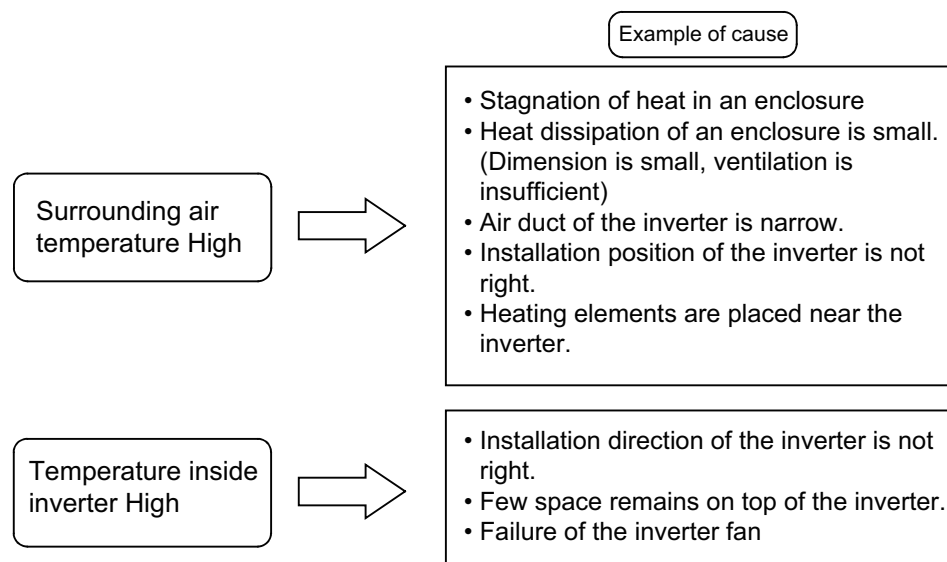 Example of cause
Surrounding air
temperature High
• Stagnation of heat in an enclosure
• Heat dissipation of an enclosure is small.
(Dimension is small, ventilation is
insufficient)
• Air duct of the inverter is narrow.
• Installation position of the inverter is not
right.
• Heating elements are placed near the
inverter.
Temperature inside
inverter High
• Installation direction of the inverter is not
right.
• Few space remains on top of the inverter.
• Failure of the inverter fan